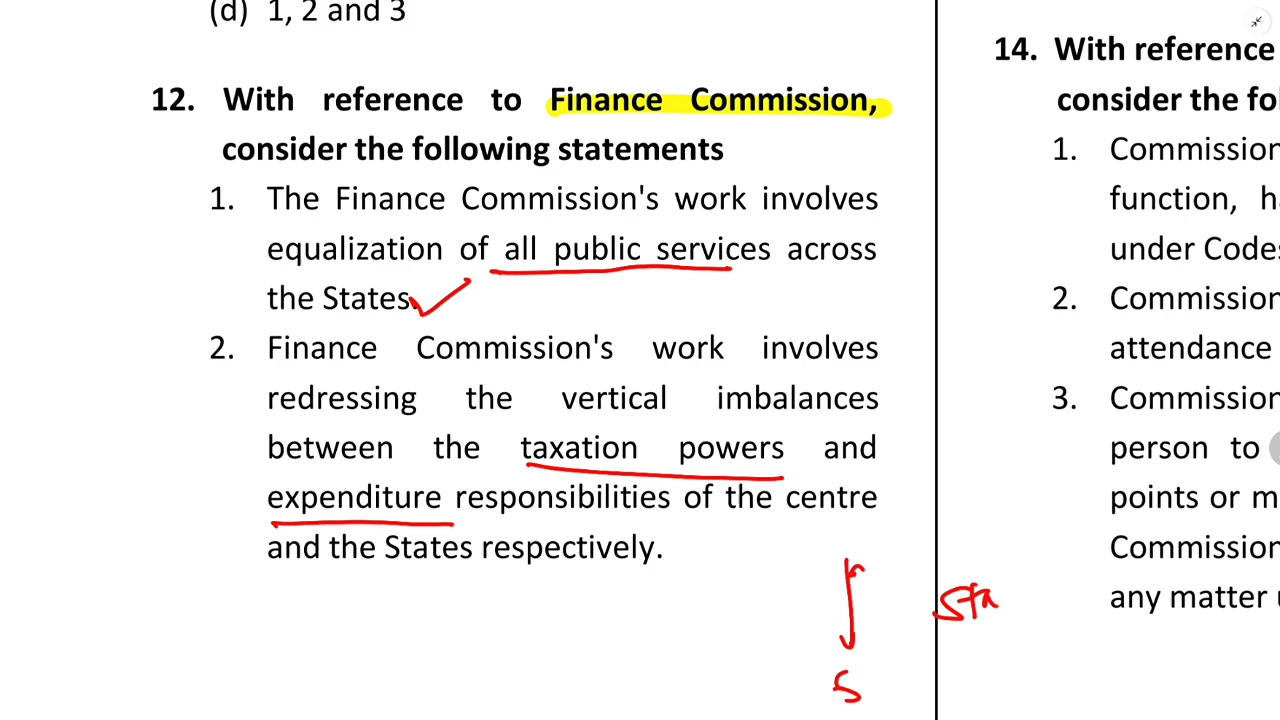 (d) 1, 2 and 3
12. With reference to Finance Commission,
consider the following statements
1. The Finance Commission's work involves
equalization of all public services across
the States.
2. Finance Commission's work involves
redressing the vertical imbalances
between the taxation powers and
expenditure responsibilities of the centre
and the States respectively.
S
Sta
14. With reference
consider the fo
1. Commission
function, h
under Code
2. Commission
attendance
3. Commission
person to
points or m
Commission
any matter